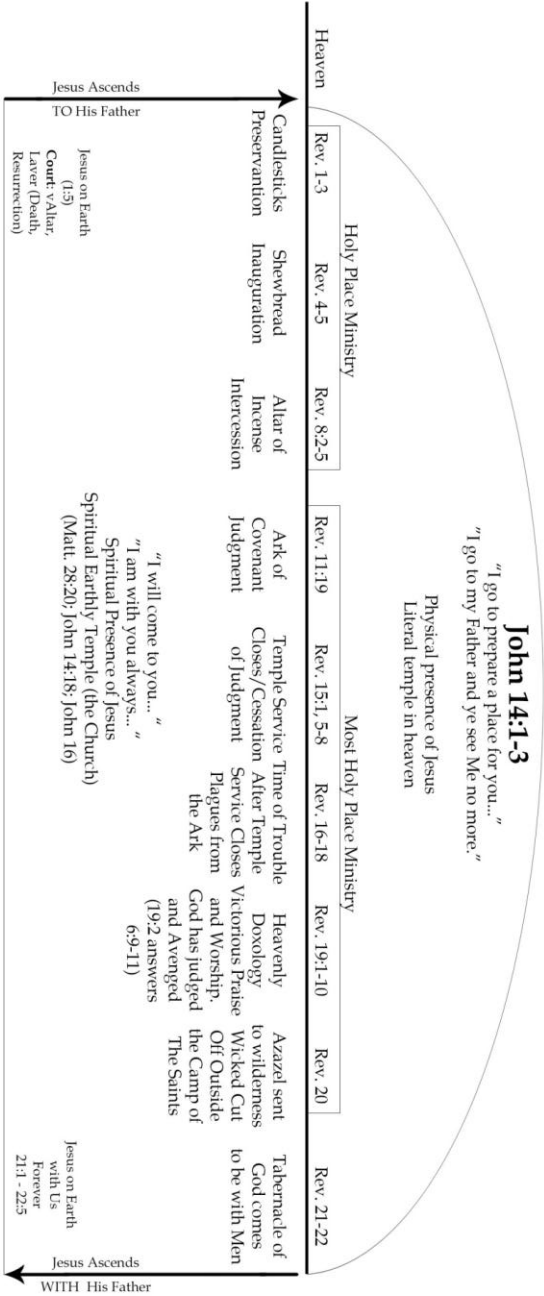 John 14:1-3
"I go to prepare a place for you..."
"I go to my Father and ye see Me no more."
Physical presence of Jesus
Literal temple in heaven
Holy Place Ministry
Most Holy Place Ministry
Heaven
Rev. 1-3
Rev. 4-5
Rev. 8:2-5
Rev. 11:19
Rev. 15:1, 5-8
Rev. 16-18
Rev. 19:1-10
Rev. 20
Rev. 21-22
Candlesticks
Preservantion
Shewbread
Inauguration
Altar of
Incense
Intercession
Ark of
Covenant
Judgment
Temple Service
Closes/Cessation
of Judgment
Time of Trouble
After Temple
Service Closes
Plagues from
the Ark
Heavenly
Doxology
Victorious Praise
and Worship.
God has judged
and Avenged
(19:2 answers
6:9-11)
Azazel sent
to wilderness
Wicked Cut
Off Outside
the Camp of
The Saints
Tabernacle of
God comes
to be with Men
Jesus Ascends
TO His Father
Jesus on Earth
(1:5)
Court: vAltar,
Laver (Death,
Resurrection)
"I will come to you... "
"I am with you always... "
Spiritual Presence of Jesus
Spiritual Earthly Temple (the Church)
(Matt. 28:20; John 14:18; John 16)
Jesus on Earth
with Us
Forever
21:1 - 22:5
Jesus Ascends
WITH His Father